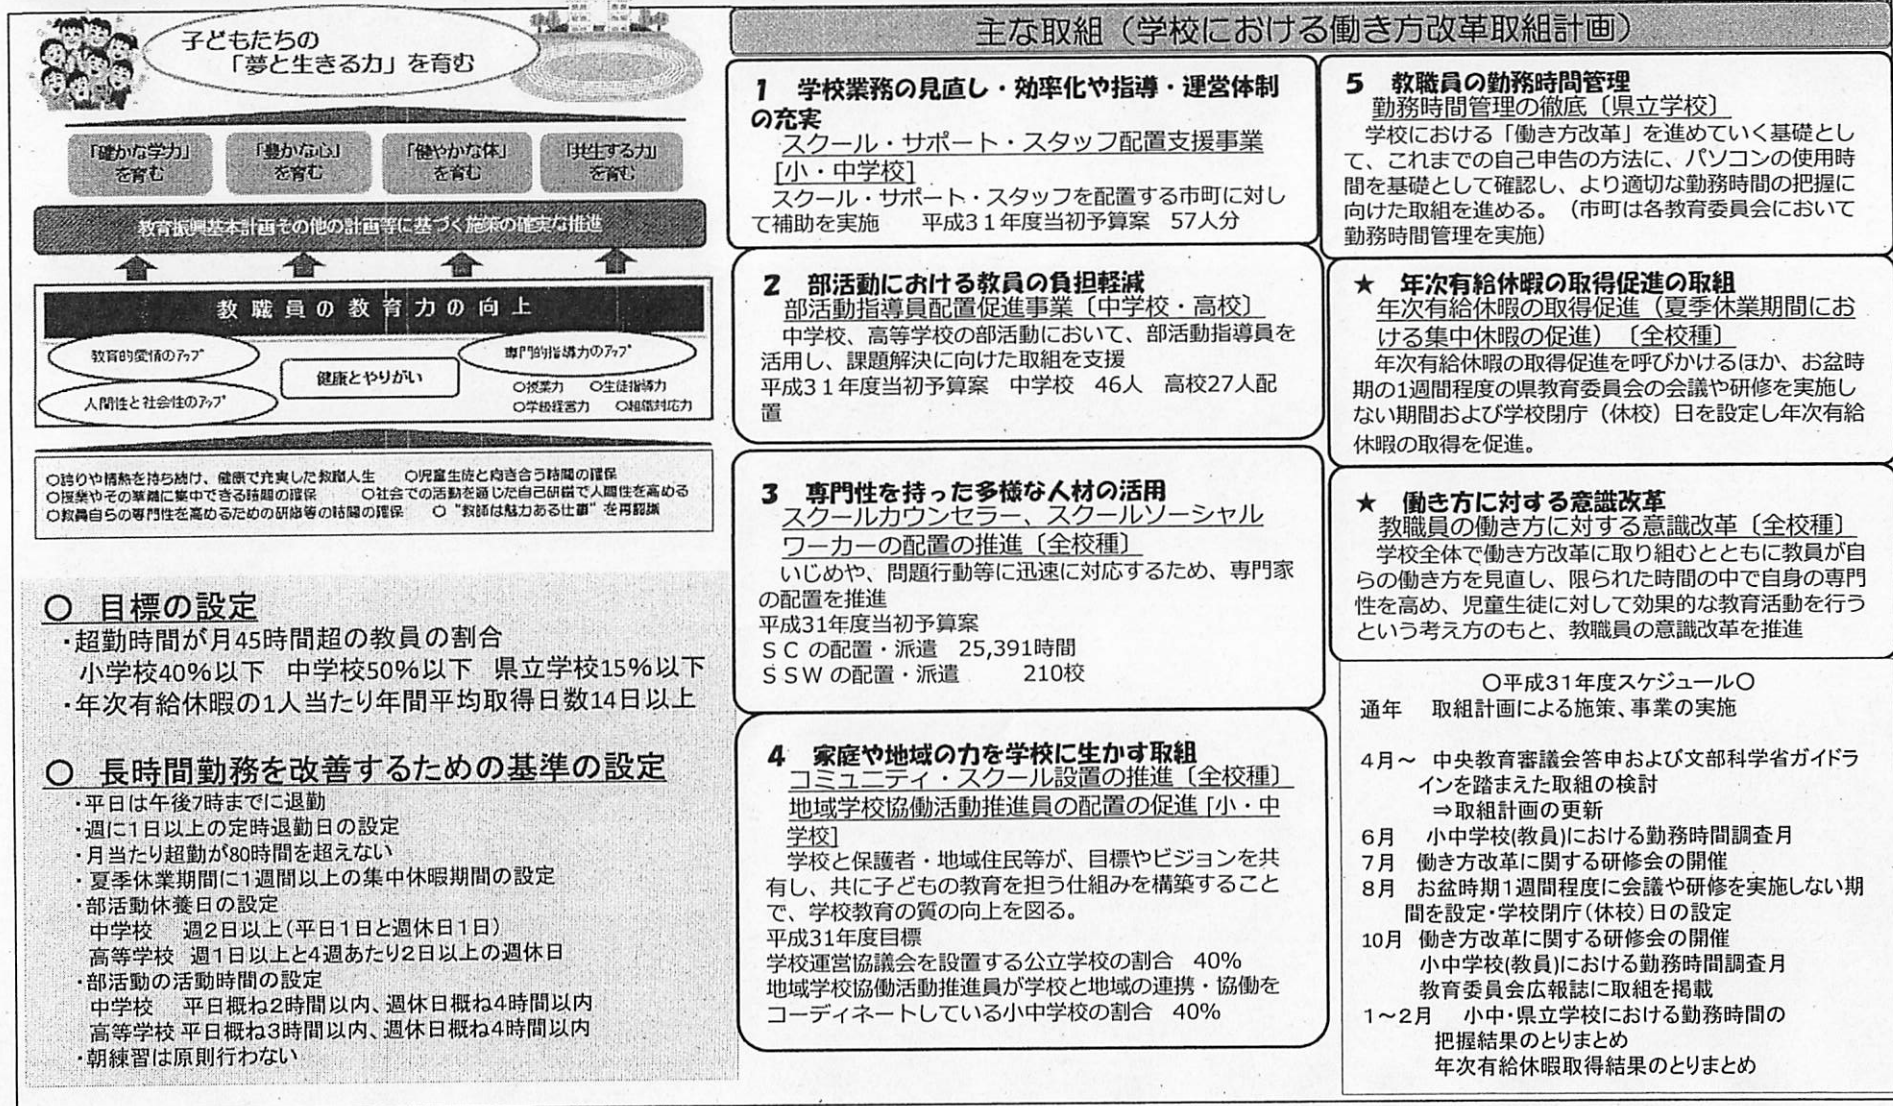 子どもたちの
「夢と生きる力」を育む
「確かな学力」
を育む
「豊かな心」
を育む
「健やかな体」
を育む
「共生する力」
を育む
教育振興基本計画その他の計画等に基づく施策の確実な推進
教職員の教育力の向上
教育的愛情のアップ
人間性と社会性のアップ
健康とやりがい
専門的指導力のアップ
○授業力 ○生徒指導力
○学級経営力 ○組織対応力
○誇りや情熱を持ち続け、健康で充実した教職人生 ○児童生徒と向き合う時間の確保
○授業やその準備に集中できる時間の確保 ○社会での活動を通じた自己研鑽で人間性を高める
○教員自らの専門性を高めるための研修等の時間の確保 ○“教師は魅力ある仕事”を再認識
○ 目標の設定
・超勤時間が月45時間超の教員の割合
小学校40%以下 中学校50%以下 県立学校15%以下
・年次有給休暇の1人当たり年間平均取得日数14日以上
○ 長時間勤務を改善するための基準の設定
・平日は午後7時までに退勤
・週に1日以上の定時退勤日の設定
・月当たり超勤が80時間を超えない
・夏季休業期間に1週間以上の集中休暇期間の設定
・部活動休養日の設定
中学校 週2日以上(平日1日と週休日1日)
高等学校 週1日以上と4週あたり2日以上の週休日
・部活動の活動時間の設定
中学校 平日概ね2時間以内、週休日概ね4時間以内
高等学校 平日概ね3時間以内、週休日概ね4時間以内
・朝練習は原則行わない
主な取組(学校における働き方改革取組計画)
1 学校業務の見直し・効率化や指導・運営体制
の充実
スクール・サポート・スタッフ配置支援事業
[小・中学校]
スクール・サポート・スタッフを配置する市町に対し
て補助を実施 平成31年度当初予算案 57人分
2 部活動における教員の負担軽減
部活動指導員配置促進事業〔中学校・高校〕
中学校、高等学校の部活動において、部活動指導員を
活用し、課題解決に向けた取組を支援
平成31年度当初予算案 中学校 46人 高校27人配
置
3 専門性を持った多様な人材の活用
スクールカウンセラー、スクールソーシャル
ワーカーの配置の推進〔全校種〕
いじめや、問題行動等に迅速に対応するため、専門家
の配置を推進
平成31年度当初予算案
SCの配置・派遣 25,391時間
SSWの配置・派遣 210校
4 家庭や地域の力を学校に生かす取組
コミュニティ・スクール設置の推進〔全校種〕
地域学校協働活動推進員の配置の促進 [小・中
学校]
学校と保護者・地域住民等が、目標やビジョンを共
有し、共に子どもの教育を担う仕組みを構築すること
で、学校教育の質の向上を図る。
平成31年度目標
学校運営協議会を設置する公立学校の割合 40%
地域学校協働活動推進員が学校と地域の連携・協働を
コーディネートしている小中学校の割合 40%
5 教職員の勤務時間管理
勤務時間管理の徹底〔県立学校〕
学校における「働き方改革」を進めていく基礎とし
て、これまでの自己申告の方法に、パソコンの使用時
間を基礎として確認し、より適切な勤務時間の把握に
向けた取組を進める。(市町は各教育委員会において
勤務時間管理を実施)
★ 年次有給休暇の取得促進の取組
年次有給休暇の取得促進(夏季休業期間にお
ける集中休暇の促進)〔全校種〕
年次有給休暇の取得促進を呼びかけるほか、お盆時
期の1週間程度の県教育委員会の会議や研修を実施し
ない期間および学校閉庁(休校)日を設定し年次有給
休暇の取得を促進。
★ 働き方に対する意識改革
教職員の働き方に対する意識改革〔全校種〕
学校全体で働き方改革に取り組むとともに教員が自
らの働き方を見直し、限られた時間の中で自身の専門
性を高め、児童生徒に対して効果的な教育活動を行う
という考え方のもと、教職員の意識改革を推進
○平成31年度スケジュール○
通年 取組計画による施策、事業の実施
4月~ 中央教育審議会答申および文部科学省ガイドラ
インを踏まえた取組の検討
⇒取組計画の更新
6月 小中学校(教員)における勤務時間調査月
7月 働き方改革に関する研修会の開催
8月 お盆時期1週間程度に会議や研修を実施しない期
間を設定・学校閉庁(休校)日の設定
10月 働き方改革に関する研修会の開催
小中学校(教員)における勤務時間調査月
教育委員会広報誌に取組を掲載
1~2月 小中・県立学校における勤務時間の
把握結果のとりまとめ
年次有給休暇取得結果のとりまとめ